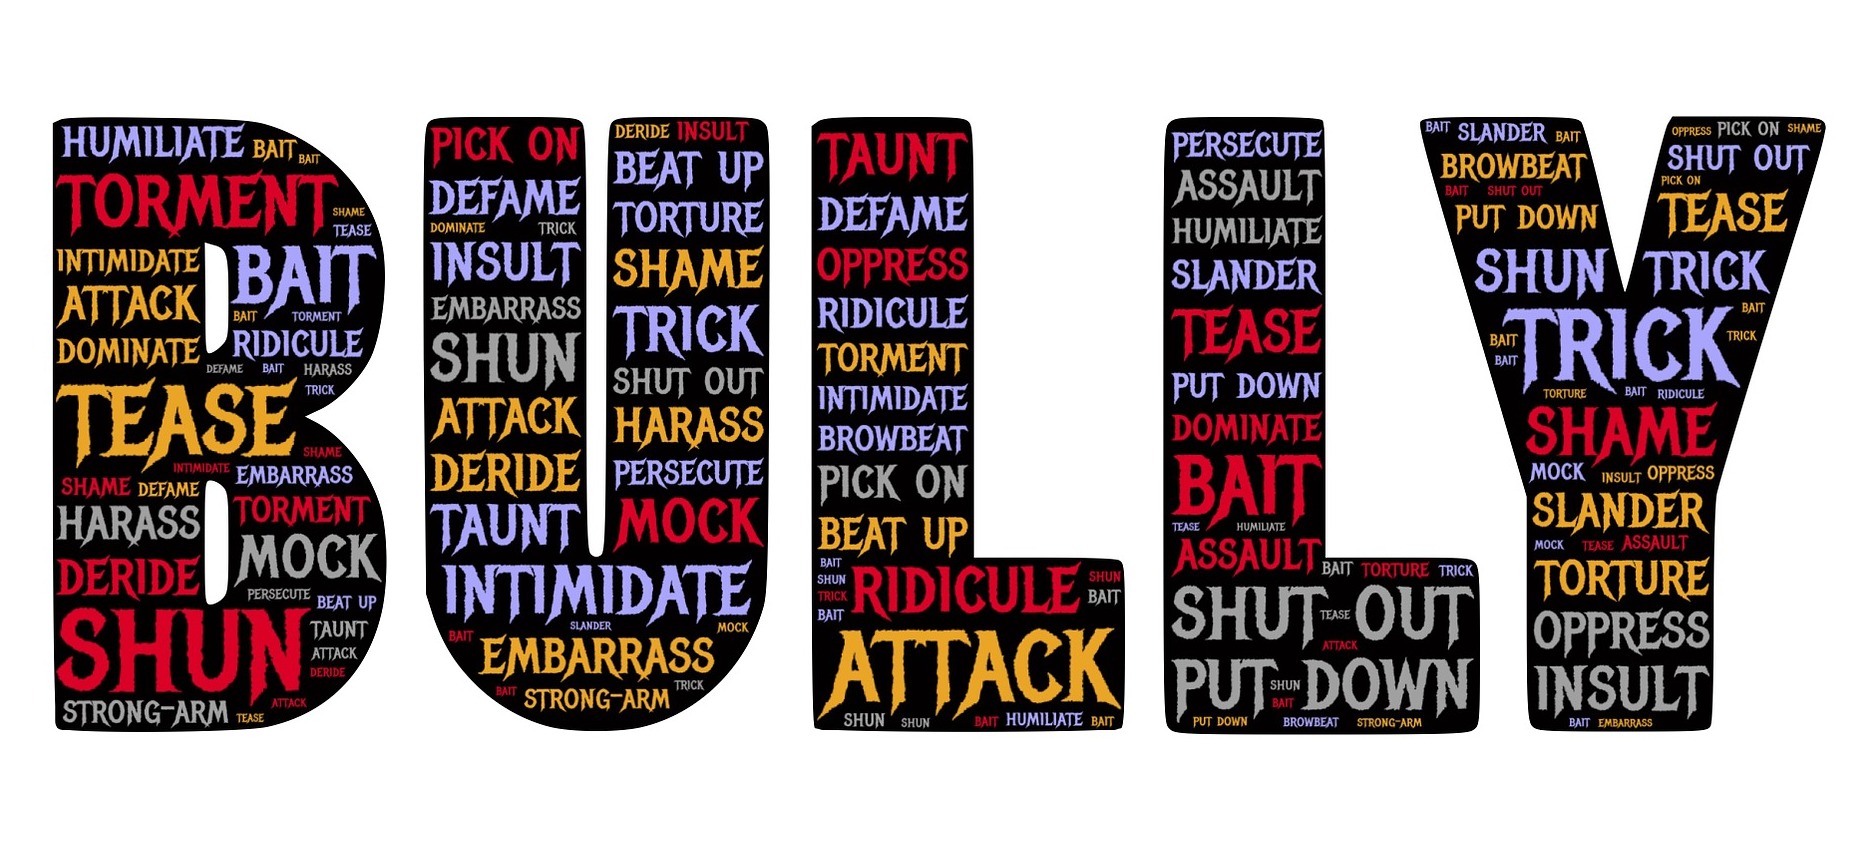 HUMILIATE BAIT BAIT
TORMENT
SHAME
TEASE
INTIMIDATE BAIT
ATTACK
BAIT TORMENT
DOMINATE RIDICULE
DEFAME BAIT HARASS
TEASE TRICK
SHAME
INTIMIDATE EMBARRASS
SHAME DEFAME
HARASS TORMENT
MOCK
DERIDE
PERSECUTE BEAT UP
SHUN TAUNT
ATTACK
DERIDE
ATTACK
STRONG-ARM TEASE
PICK ON
DEFAME
DOMINATE TRICK
INSULT
EMBARRASS
SHUN
ATTACK
DERIDE
TAUNT
DERIDE INSULT
BEAT UP
TORTURE
SHAME
TRICK
SHUT OUT
HARASS
PERSECUTE
MOCK
INTIMIDATE
SLANDER
BAIT MOCK
EMBARRASS
BAIT TRICK
STRONG-ARM
TAUNT
DEFAME
OPPRESS
RIDICULE
TORMENT
INTIMIDATE
BROWBEAT
PICK ON
BEAT UP
BAIT
SHUN RIDICULE SHUN
TRICK BAIT
BAIT
ATTACK
SHUN SHUN BAIT HUMILIATE BAIT
PERSECUTE
ASSAULT
HUMILIATE
SLANDER
TEASE
PUT DOWN
DOMINATE
BAIT
TEASE HUMILIATE
ASSAULT
BAIT TORTURE TRICK
SHUT TEASE OUT
ATTACK
PUT SHUN DOWN
BAIT
PUT DOWN BROWBEAT STRONG-ARM
BAIT SLANDER BAIT
BROWBEAT
BAIT SHUT OUT
PUT DOWN
SHUN
OPPRESS PICK ON SHAME
SHUT OUT
PICK ON
TEASE
TRICK
BAIT
TRICK
BAIT TRICK
BAIT
TORTURE BAIT RIDICULE
SHAME
MOCK INSULT OPPRESS
SLANDER
MOCK TEASE ASSAULT
TORTURE
OPPRESS
INSULT
BAIT EMBARRASS